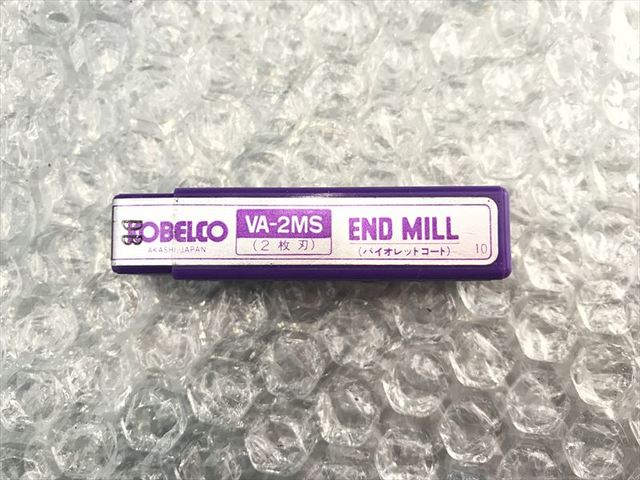 KOBELCO
AKASHI, JAPAN
VA-2MS
(2枚刃)
END MILL
(バイオレットコート)
10